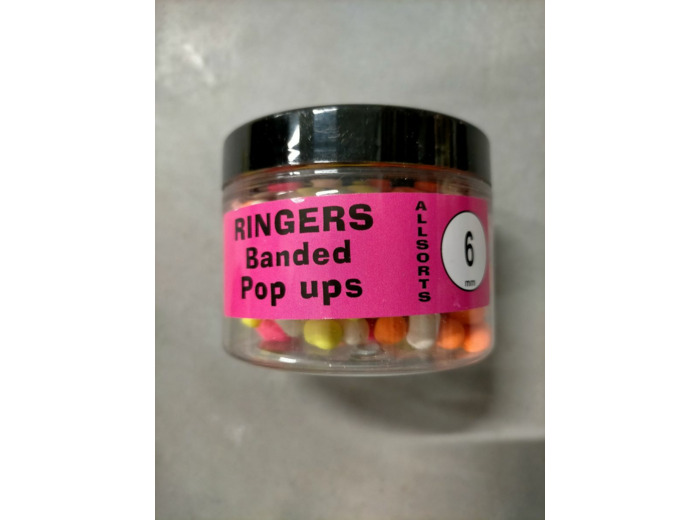 RINGERS
Banded
Pop ups
ALLSORTS
6
mm